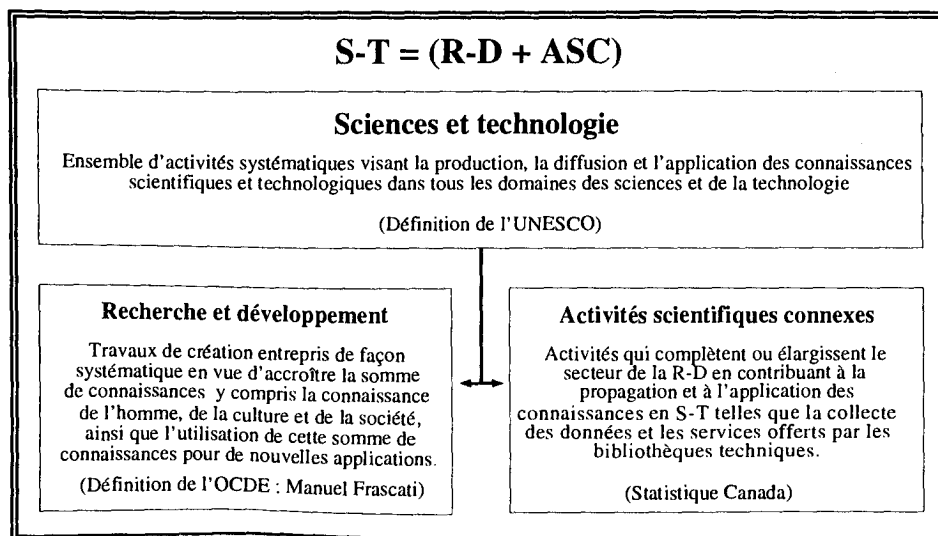 S-T = (R-D + ASC)
Sciences et technologie
Ensemble d'activités systématiques visant la production, la diffusion et l'application des connaissances
scientifiques et technologiques dans tous les domaines des sciences et de la technologie
(Définition de l'UNESCO)
Recherche et développement
Travaux de création entrepris de façon
systématique en vue d'accroître la somme
de connaissances y compris la connaissance
de l'homme, de la culture et de la société,
ainsi que l'utilisation de cette somme de
connaissances pour de nouvelles applications.
(Définition de l'OCDE : Manuel Frascati)
Activités scientifiques connexes
Activités qui complètent ou élargissent le
secteur de la R-D en contribuant à la
propagation et à l'application des
connaissances en S-T telles que la collecte
des données et les services offerts par les
bibliothèques techniques.
(Statistique Canada)